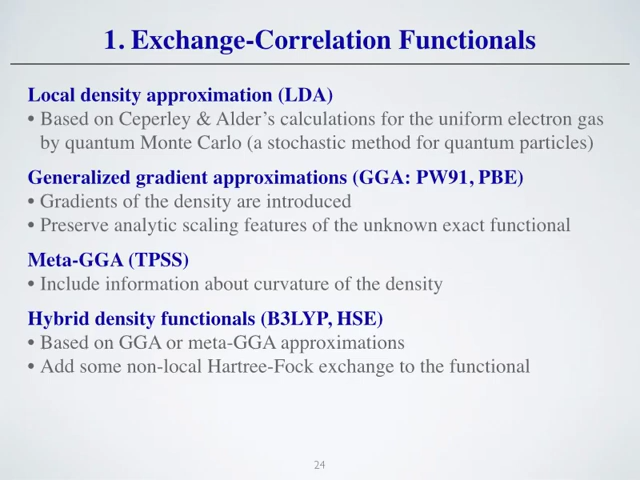 1. Exchange-Correlation Functionals
Local density approximation (LDA)
• Based on Ceperley & Alder’s calculations for the uniform electron gas
by quantum Monte Carlo (a stochastic method for quantum particles)
Generalized gradient approximations (GGA: PW91, PBE)
• Gradients of the density are introduced
• Preserve analytic scaling features of the unknown exact functional
Meta-GGA (TPSS)
• Include information about curvature of the density
Hybrid density functionals (B3LYP, HSE)
• Based on GGA or meta-GGA approximations
• Add some non-local Hartree-Fock exchange to the functional
24